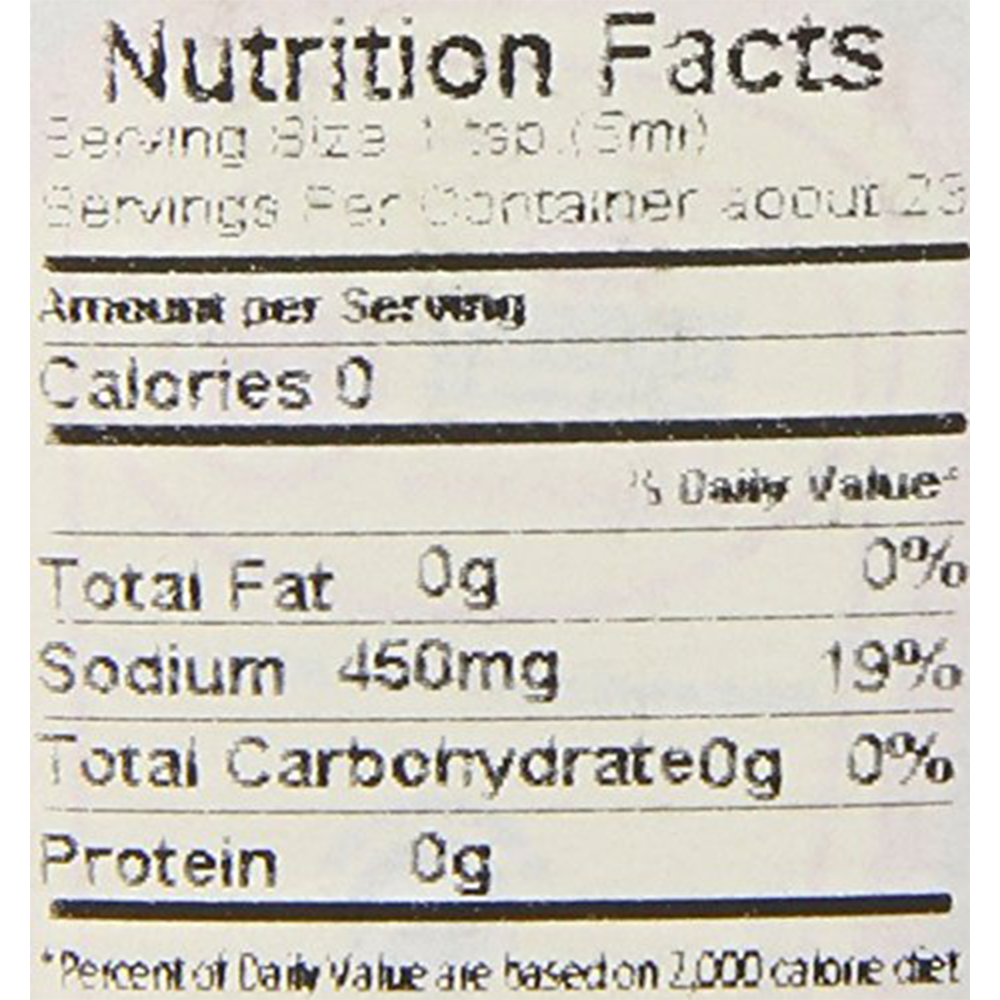 Nutrition Facts
Serving Size 1 tsp.(5ml)
Servings Per Container about 23
Amount per Serving
Calories 0
% Daily Value*
Total Fat 0g 0%
Sodium 450mg 19%
Total Carbohydrate0g 0%
Protein 0g
*Percent of Daily Value are based on 2,000 calorie diet